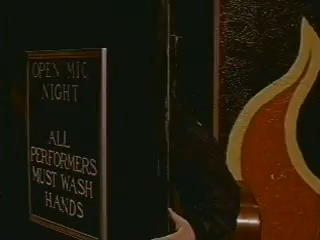 OPEN MIC
NIGHT
ALL
PERFORMERS
MUST WASH
HANDS